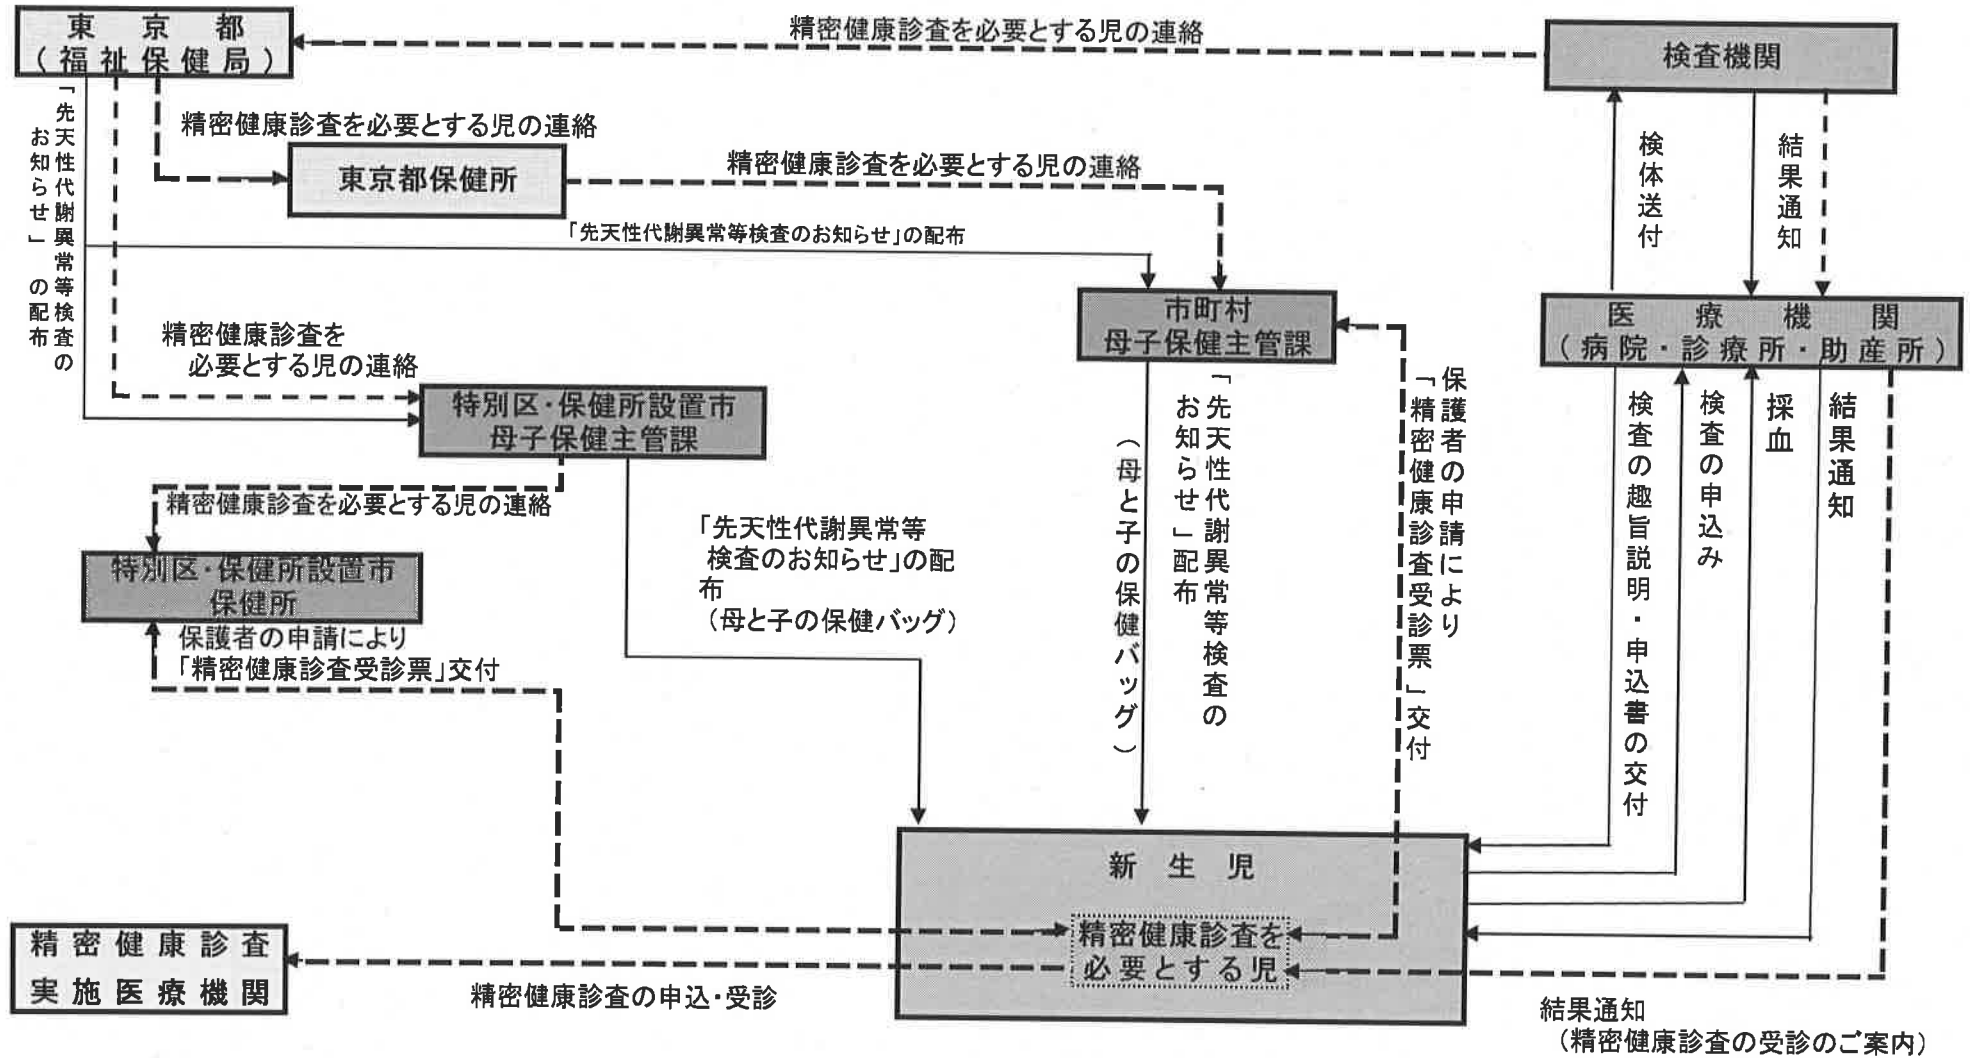 東京都
（福祉保健局）
精密健康診査を必要とする児の連絡
検査機関
「先天性代謝異常等検査の
お知らせ」の配布
精密健康診査を必要とする児の連絡
東京都保健所
精密健康診査を必要とする児の連絡
「先天性代謝異常等検査のお知らせ」の配布
検体送付
結果通知
市町村
母子保健主管課
医療機関
（病院・診療所・助産所）
精密健康診査を
必要とする児の連絡
特別区・保健所設置市
母子保健主管課
精密健康診査を必要とする児の連絡
特別区・保健所設置市
保健所
保護者の申請により
「精密健康診査受診票」交付
「先天性代謝異常等
検査のお知らせ」の配
布
（母と子の保健バッグ）
「先天性代謝異常等検査の
お知らせ」配布
（母と子の保健バッグ）
保護者の申請により
「精密健康診査受診票」交付
検査の趣旨説明・申込書の交付
検査の申込み
採血
結果通知
新生児
精密健康診査を
必要とする児
精密健康診査
実施医療機関
精密健康診査の申込・受診
結果通知
（精密健康診査の受診のご案内）